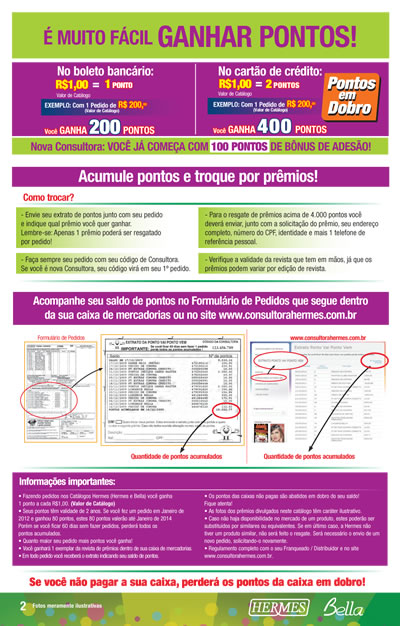 É MUITO FÁCIL GANHAR PONTOS!
No boleto bancário:
R$1,00 = 1 PONTO
Valor de Catálogo
EXEMPLO: Com 1 Pedido de R$ 200,00
(Valor de Catálogo)
Você GANHA 200 PONTOS
No cartão de crédito:
R$1,00 = 2 PONTOS
Valor de Catálogo
EXEMPLO: Com 1 Pedido de R$ 200,00
(Valor de Catálogo)
Você GANHA 400 PONTOS
Pontos
em
Dobro
Nova Consultora: VOCÊ JÁ COMEÇA COM 100 PONTOS DE BÔNUS DE ADESÃO!
Acumule pontos e troque por prêmios!
Como trocar?
- Envie seu extrato de pontos junto com seu pedido
e indique qual prêmio você quer ganhar.
Lembre-se: Apenas 1 prêmio poderá ser resgatado
por pedido!
- Faça sempre seu pedido com seu código de Consultora.
Se você é nova Consultora, seu código virá em seu 1º pedido.
- Para o resgate de prêmios acima de 4.000 pontos você
deverá enviar, junto com a solicitação do prêmio, seu endereço
completo, número do CPF, identidade e mais 1 telefone de
referência pessoal.
- Verifique a validade da revista que tem em mãos, já que os
prêmios podem variar por edição de revista.
Acompanhe seu saldo de pontos no Formulário de Pedidos que segue dentro
da sua caixa de mercadorias ou no site www.consultorahermes.com.br
Formulário de Pedidos
EXTRATO DA PONTO VAI PONTO VEM
IMPORTANTE:
CÓDIGO DA CONSULTORA
123.456.789
www.consultorahermes.com.br
Extrato Ponto Vai Ponto Vem
Quantidade de pontos acumulados
Quantidade de pontos acumulados
Informações importantes:
• Fazendo pedidos nos Catálogos Hermes (Hermes e Bella) você ganha
1 ponto a cada R$1,00. (Valor de Catálogo)
• Seus pontos têm validade de 2 anos. Se você fez um pedido em Janeiro de
2012 e ganhou 80 pontos, estes 80 pontos valerão até Janeiro de 2014
Porém se você ficar 60 dias sem fazer pedidos, perderá todos os
pontos acumulados.
• Quanto maior seu pedido mais pontos você ganha!
• Você ganhará 1 exemplar da revista de prêmios dentro de sua caixa de mercadorias.
• Em todo pedido você receberá o extrato indicando seu saldo de pontos.
• Os pontos das caixas não pagas são abatidos em dobro do seu saldo!
Fique atenta!
• As fotos dos prêmios divulgados neste catálogo têm caráter ilustrativo.
• Caso não haja disponibilidade no mercado de um produto, estes poderão ser
substituídos por similares ou equivalentes. Se em último caso, a Hermes não
tiver um produto similar, não será feito o resgate. Será necessário o envio de um
novo pedido, solicitando-o novamente.
• Regulamento completo com o seu Franqueado / Distribuidor e no site
www.consultorahermes.com.br.
Se você não pagar a sua caixa, perderá os pontos da caixa em dobro!
2 Fotos meramente ilustrativas
HERMES
Bella